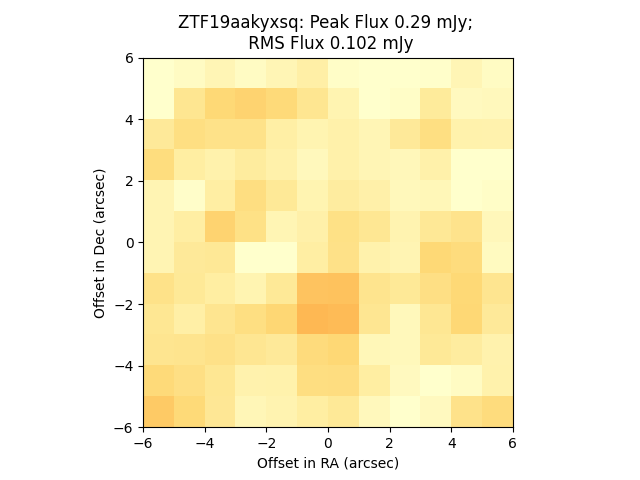 ZTF19aakyxsq: Peak Flux 0.29 mJy;
RMS Flux 0.102 mJy
6
4
2
0
−2
−4
−6
Offset in Dec (arcsec)
−6 −4 −2 0 2 4 6
Offset in RA (arcsec)